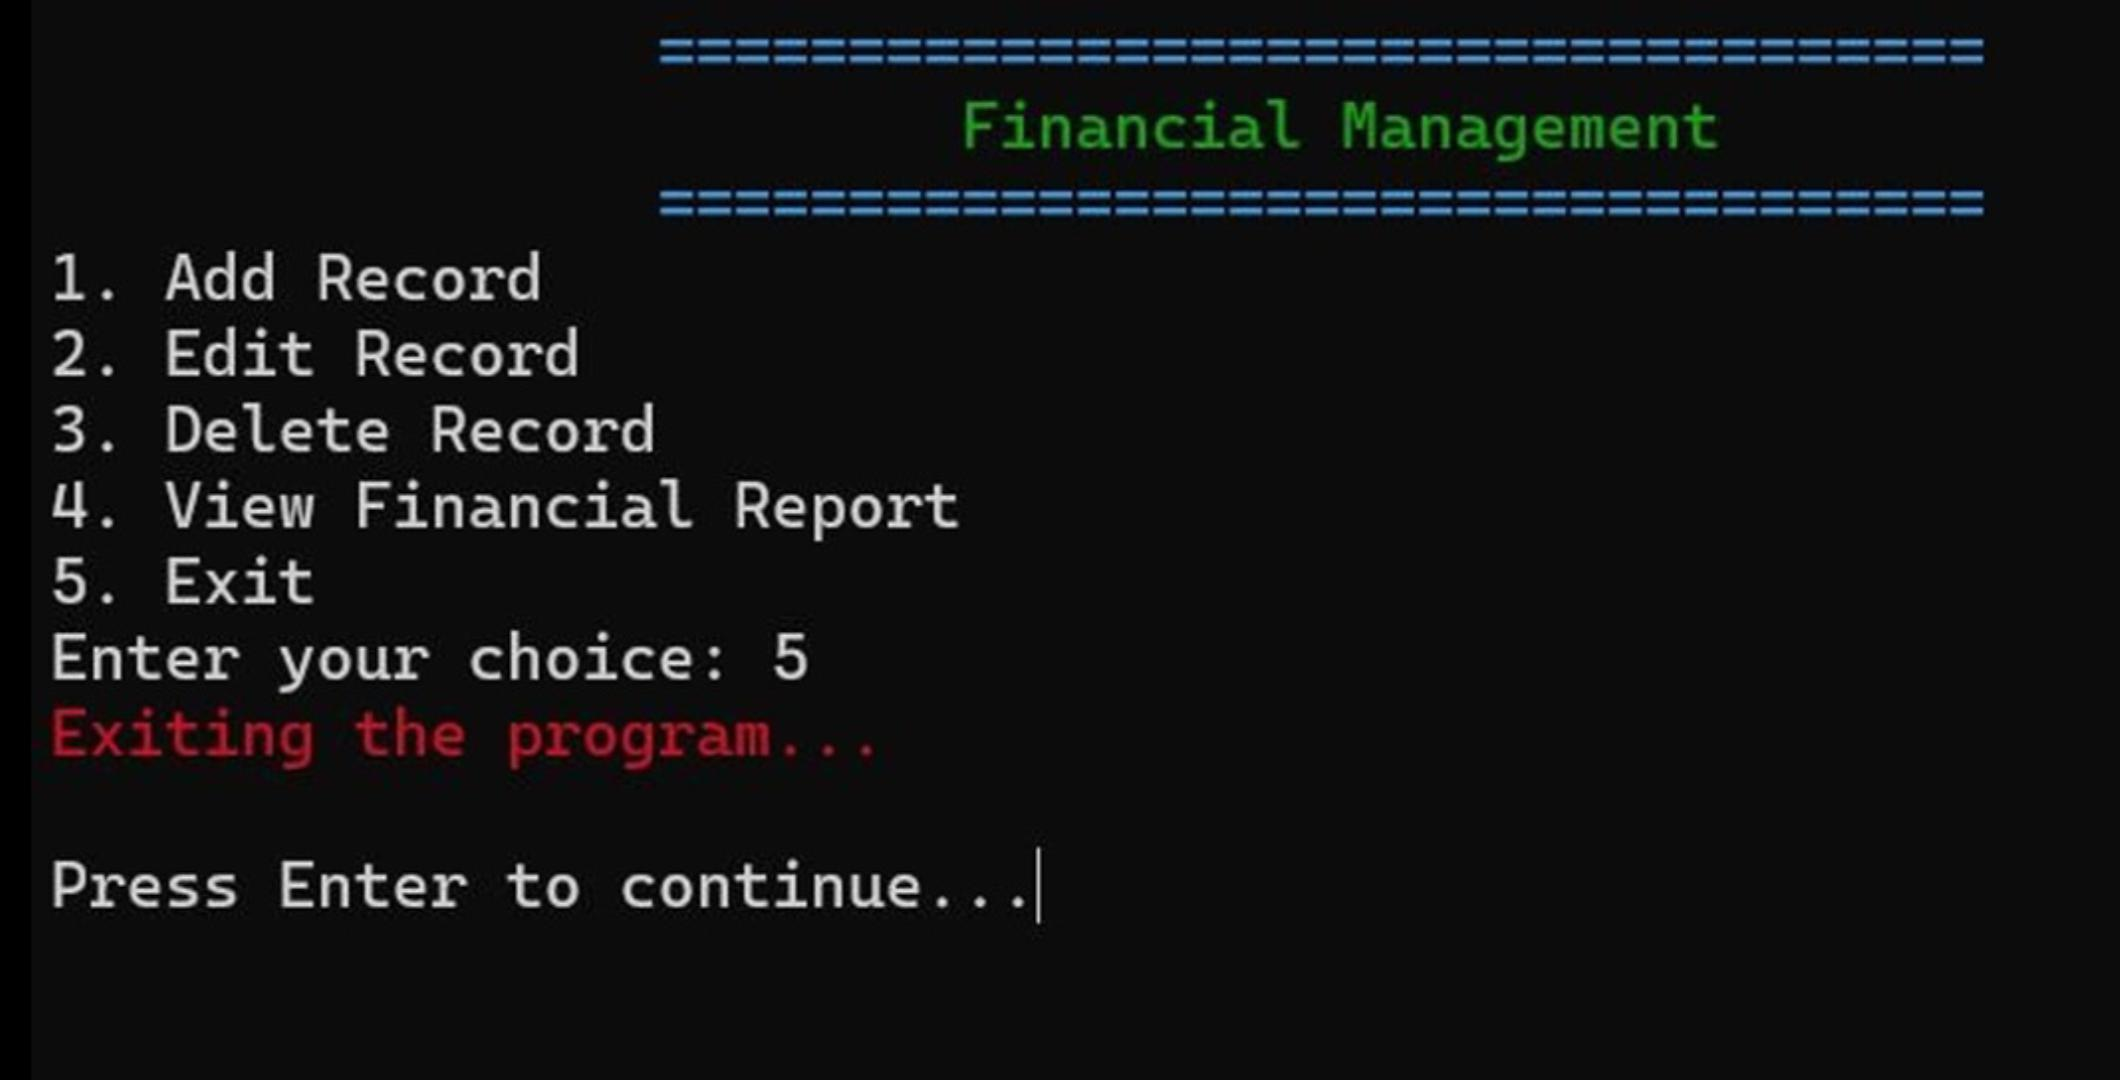 ===================================
Financial Management
===================================
1. Add Record
2. Edit Record
3. Delete Record
4. View Financial Report
5. Exit
Enter your choice: 5
Exiting the program...
Press Enter to continue...